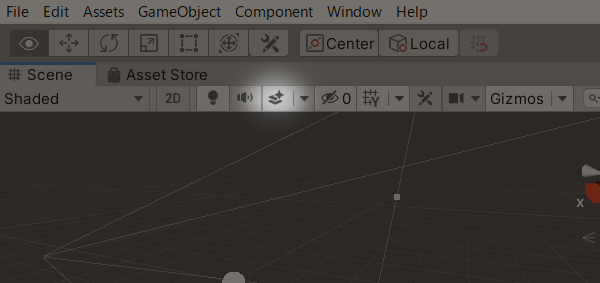 File Edit Assets GameObject Component Window Help
Center Local
Scene Asset Store
Shaded 2D 0 Y Gizmos
x